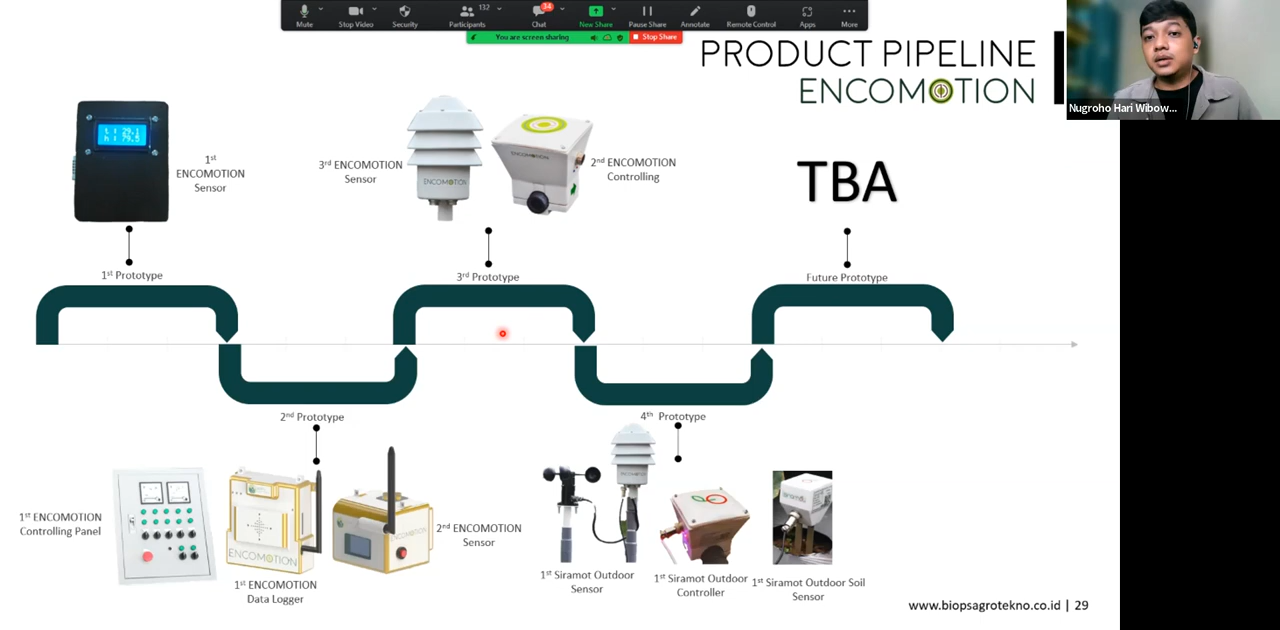 Mute
Stop Video
Security
132
Participants
34
Chat
New Share
Pause Share
Annotate
Remote Control
Apps
More
You are screen sharing
Stop Share
Nugroho Hari Wibow...
PRODUCT PIPELINE
ENCOMOTION
1st
ENCOMOTION
Sensor
3rd ENCOMOTION
Sensor
ENCOMOTION
2nd ENCOMOTION
Controlling
TBA
1st Prototype
3rd Prototype
Future Prototype
2nd Prototype
4th Prototype
1st ENCOMOTION
Controlling Panel
ENCOMOTION
1st ENCOMOTION
Data Logger
2nd ENCOMOTION
Sensor
1st Siramot Outdoor
Sensor
1st Siramot Outdoor
Controller
1st Siramot Outdoor Soil
Sensor
www.biopsagrotekno.co.id | 29